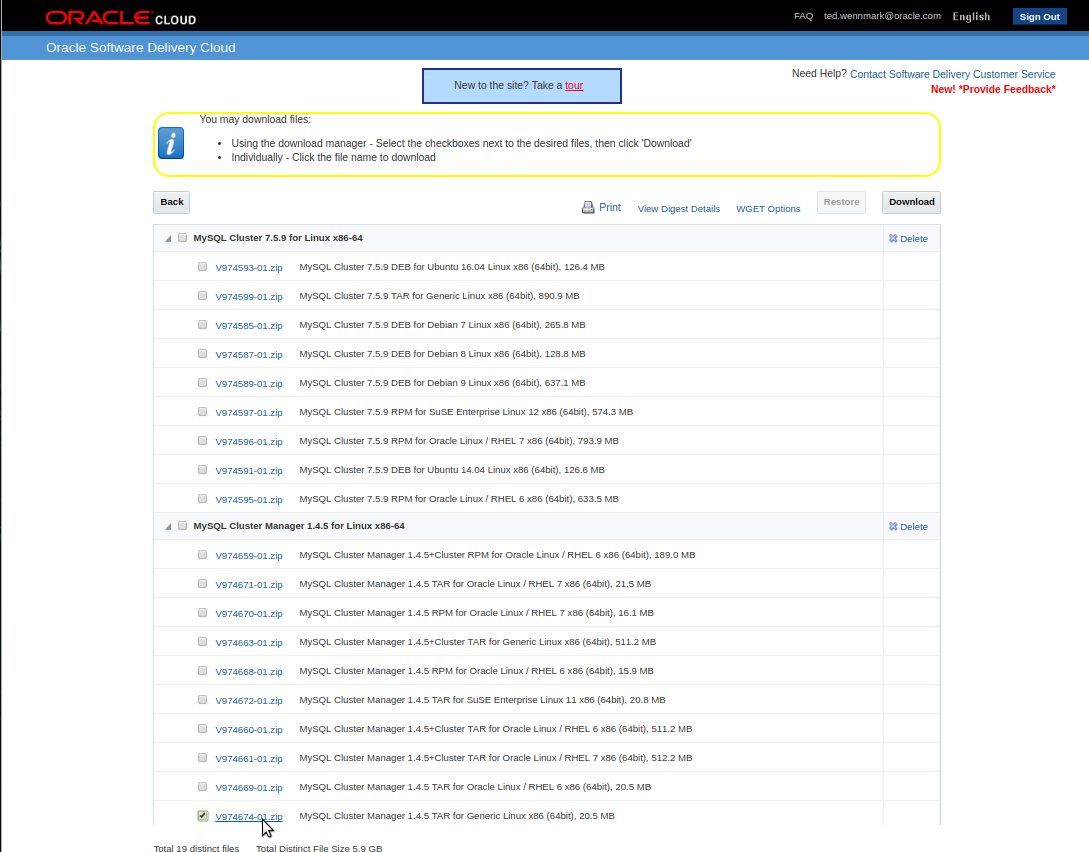 ORACLE CLOUD
FAQ ted.wennmark@oracle.com English Sign Out
Oracle Software Delivery Cloud
New to the site? Take a tour
Need Help? Contact Software Delivery Customer Service
New! *Provide Feedback*
i
You may download files:
• Using the download manager - Select the checkboxes next to the desired files, then click 'Download'
• Individually - Click the file name to download
Back Print View Digest Details WGET Options Restore Download
MySQL Cluster 7.5.9 for Linux x86-64 Delete
V974593-01.zip MySQL Cluster 7.5.9 DEB for Ubuntu 16.04 Linux x86 (64bit), 126.4 MB
V974599-01.zip MySQL Cluster 7.5.9 TAR for Generic Linux x86 (64bit), 890.9 MB
V974585-01.zip MySQL Cluster 7.5.9 DEB for Debian 7 Linux x86 (64bit), 265.8 MB
V974587-01.zip MySQL Cluster 7.5.9 DEB for Debian 8 Linux x86 (64bit), 128.8 MB
V974589-01.zip MySQL Cluster 7.5.9 DEB for Debian 9 Linux x86 (64bit), 637.1 MB
V974597-01.zip MySQL Cluster 7.5.9 RPM for SuSE Enterprise Linux 12 x86 (64bit), 574.3 MB
V974596-01.zip MySQL Cluster 7.5.9 RPM for Oracle Linux / RHEL 7 x86 (64bit), 793.9 MB
V974591-01.zip MySQL Cluster 7.5.9 DEB for Ubuntu 14.04 Linux x86 (64bit), 126.6 MB
V974595-01.zip MySQL Cluster 7.5.9 RPM for Oracle Linux / RHEL 6 x86 (64bit), 633.5 MB
MySQL Cluster Manager 1.4.5 for Linux x86-64 Delete
V974659-01.zip MySQL Cluster Manager 1.4.5+Cluster RPM for Oracle Linux / RHEL 6 x86 (64bit), 189.0 MB
V974671-01.zip MySQL Cluster Manager 1.4.5 TAR for Oracle Linux / RHEL 7 x86 (64bit), 21.5 MB
V974670-01.zip MySQL Cluster Manager 1.4.5 RPM for Oracle Linux / RHEL 7 x86 (64bit), 16.1 MB
V974663-01.zip MySQL Cluster Manager 1.4.5+Cluster TAR for Generic Linux x86 (64bit), 511.2 MB
V974668-01.zip MySQL Cluster Manager 1.4.5 RPM for Oracle Linux / RHEL 6 x86 (64bit), 15.9 MB
V974672-01.zip MySQL Cluster Manager 1.4.5 TAR for SuSE Enterprise Linux 11 x86 (64bit), 20.8 MB
V974660-01.zip MySQL Cluster Manager 1.4.5+Cluster TAR for Oracle Linux / RHEL 6 x86 (64bit), 511.2 MB
V974661-01.zip MySQL Cluster Manager 1.4.5+Cluster TAR for Oracle Linux / RHEL 7 x86 (64bit), 512.2 MB
V974669-01.zip MySQL Cluster Manager 1.4.5 TAR for Oracle Linux / RHEL 6 x86 (64bit), 20.5 MB
V974674-01.zip MySQL Cluster Manager 1.4.5 TAR for Generic Linux x86 (64bit), 20.5 MB
Total 19 distinct files Total Distinct File Size 5.9 GB